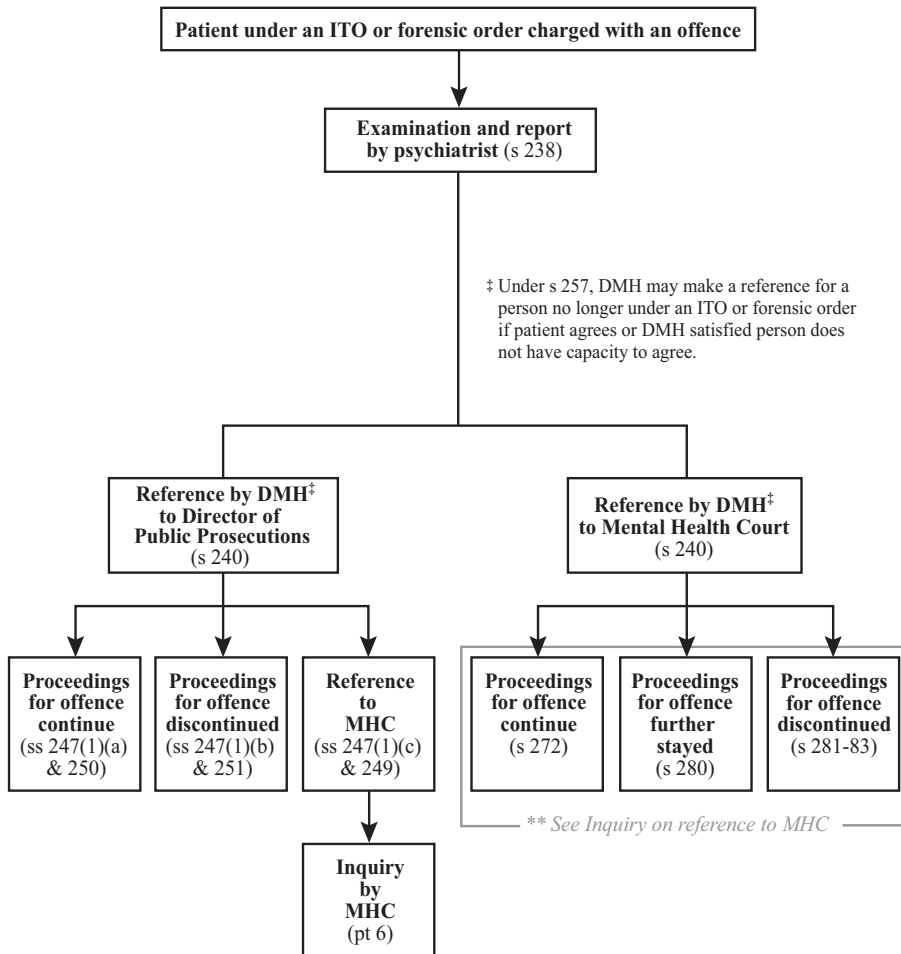 Patient under an ITO or forensic order charged with an offence
Examination and report
by psychiatrist (s 238)
‡ Under s 257, DMH may make a reference for a
person no longer under an ITO or forensic order
if patient agrees or DMH satisfied person does
not have capacity to agree.
Reference by DMH‡
to Director of
Public Prosecutions
(s 240)
Reference by DMH‡
to Mental Health Court
(s 240)
Proceedings
for offence
continue
(ss 247(1)(a)
& 250)
Proceedings
for offence
discontinued
(ss 247(1)(b)
& 251)
Reference
to
MHC
(ss 247(1)(c)
& 249)
Proceedings
for offence
continue
(s 272)
Proceedings
for offence
further
stayed
(s 280)
Proceedings
for offence
discontinued
(s 281-83)
** See Inquiry on reference to MHC
Inquiry
by
MHC
(pt 6)